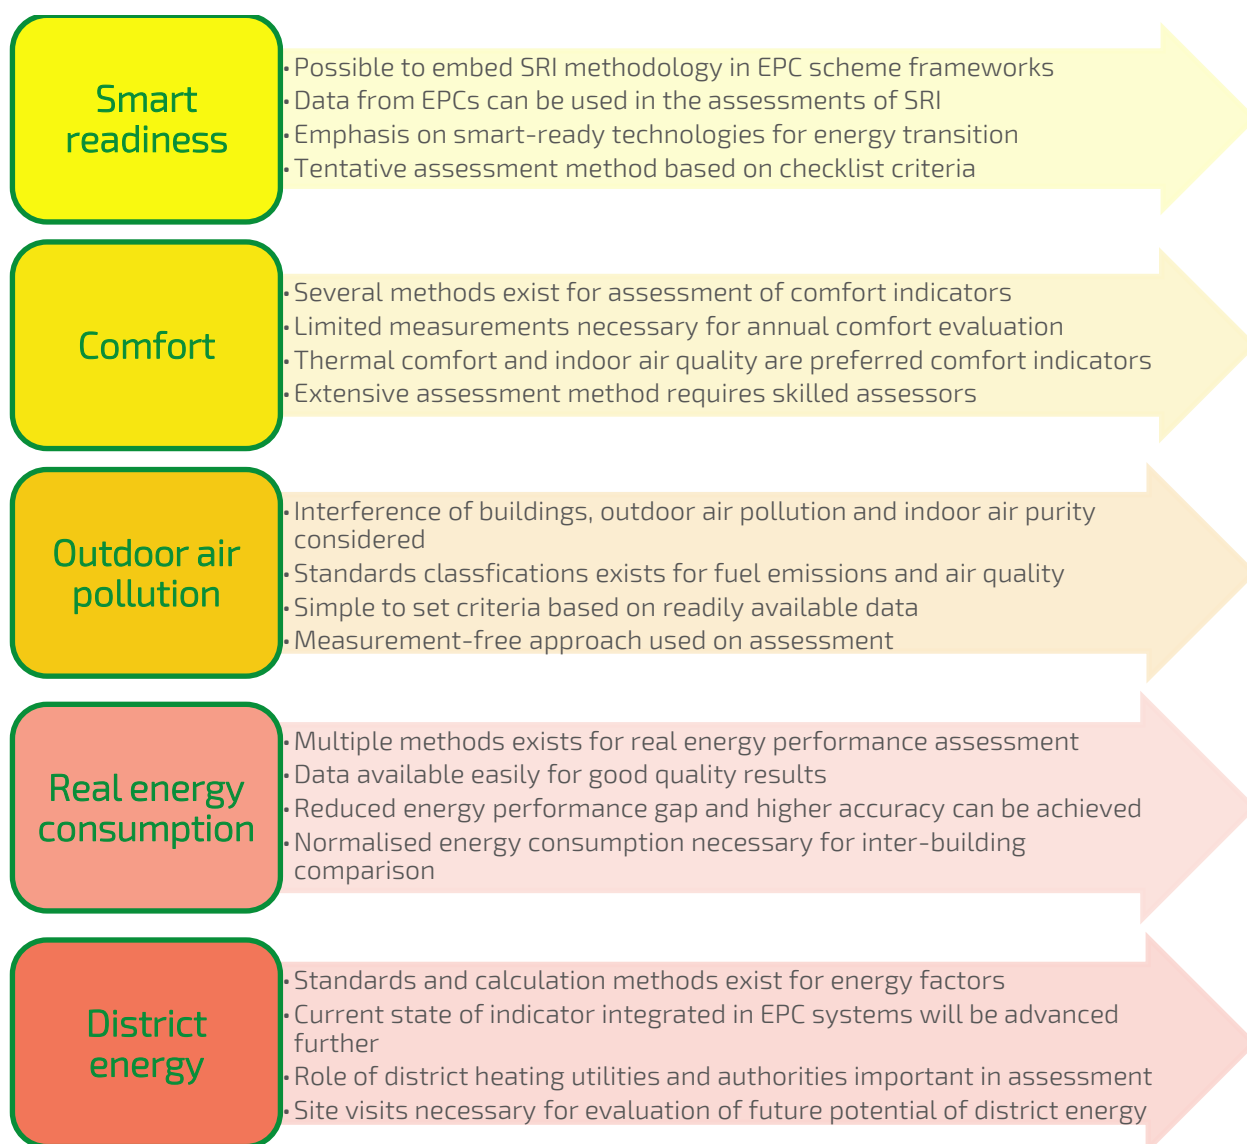 Smart
readiness
•Possible to embed SRI methodology in EPC scheme frameworks
•Data from EPCs can be used in the assessments of SRI
•Emphasis on smart-ready technologies for energy transition
•Tentative assessment method based on checklist criteria
Comfort
•Several methods exist for assessment of comfort indicators
•Limited measurements necessary for annual comfort evaluation
•Thermal comfort and indoor air quality are preferred comfort indicators
•Extensive assessment method requires skilled assessors
Outdoor air
pollution
•Interference of buildings, outdoor air pollution and indoor air purity
considered
•Standards classfications exists for fuel emissions and air quality
•Simple to set criteria based on readily available data
•Measurement-free approach used on assessment
Real energy
consumption
•Multiple methods exists for real energy performance assessment
•Data available easily for good quality results
•Reduced energy performance gap and higher accuracy can be achieved
•Normalised energy consumption necessary for inter-building
comparison
District
energy
•Standards and calculation methods exist for energy factors
•Current state of indicator integrated in EPC systems will be advanced
further
•Role of district heating utilities and authorities important in assessment
•Site visits necessary for evaluation of future potential of district energy